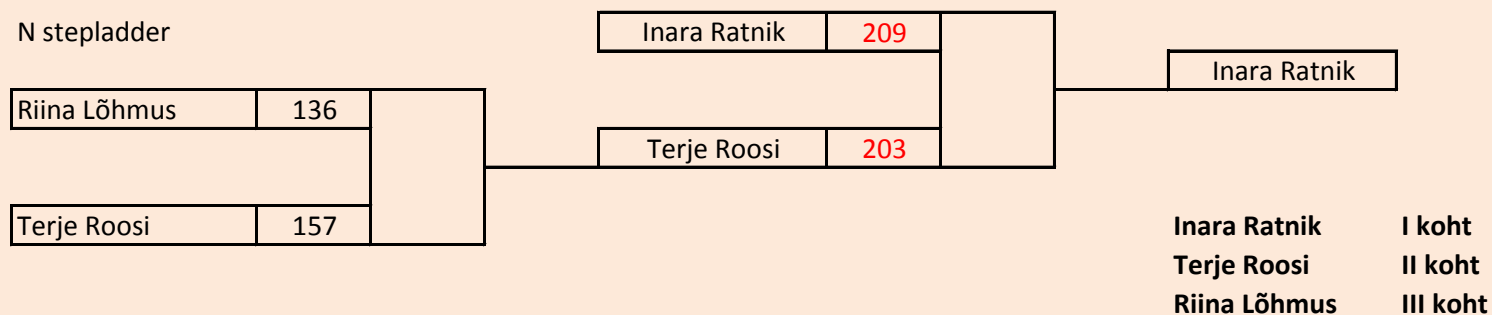 N stepladder
Inara Ratnik 209
Inara Ratnik
Riina Lõhmus 136
Terje Roosi 203
Terje Roosi 157
Inara Ratnik I koht
Terje Roosi II koht
Riina Lõhmus III koht